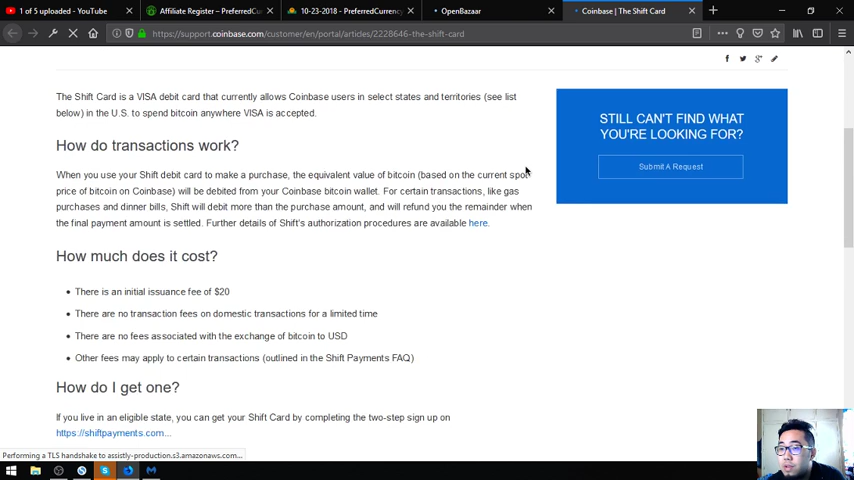 1 of 5 uploaded - YouTube
Affiliate Register – PreferredCu
10-23-2018 - PreferredCurrency
OpenBazaar
Coinbase | The Shift Card
https://support.coinbase.com/customer/en/portal/articles/2228646-the-shift-card
The Shift Card is a VISA debit card that currently allows Coinbase users in select states and territories (see list
below) in the U.S. to spend bitcoin anywhere VISA is accepted.
STILL CAN'T FIND WHAT
YOU'RE LOOKING FOR?
Submit A Request
How do transactions work?
When you use your Shift debit card to make a purchase, the equivalent value of bitcoin (based on the current spot
price of bitcoin on Coinbase) will be debited from your Coinbase bitcoin wallet. For certain transactions, like gas
purchases and dinner bills, Shift will debit more than the purchase amount, and will refund you the remainder when
the final payment amount is settled. Further details of Shift's authorization procedures are available here.
How much does it cost?
There is an initial issuance fee of $20
There are no transaction fees on domestic transactions for a limited time
There are no fees associated with the exchange of bitcoin to USD
Other fees may apply to certain transactions (outlined in the Shift Payments FAQ)
How do I get one?
If you live in an eligible state, you can get your Shift Card by completing the two-step sign up on
https://shiftpayments.com...
Performing a TLS handshake to assistly-production.s3.amazonaws.com...